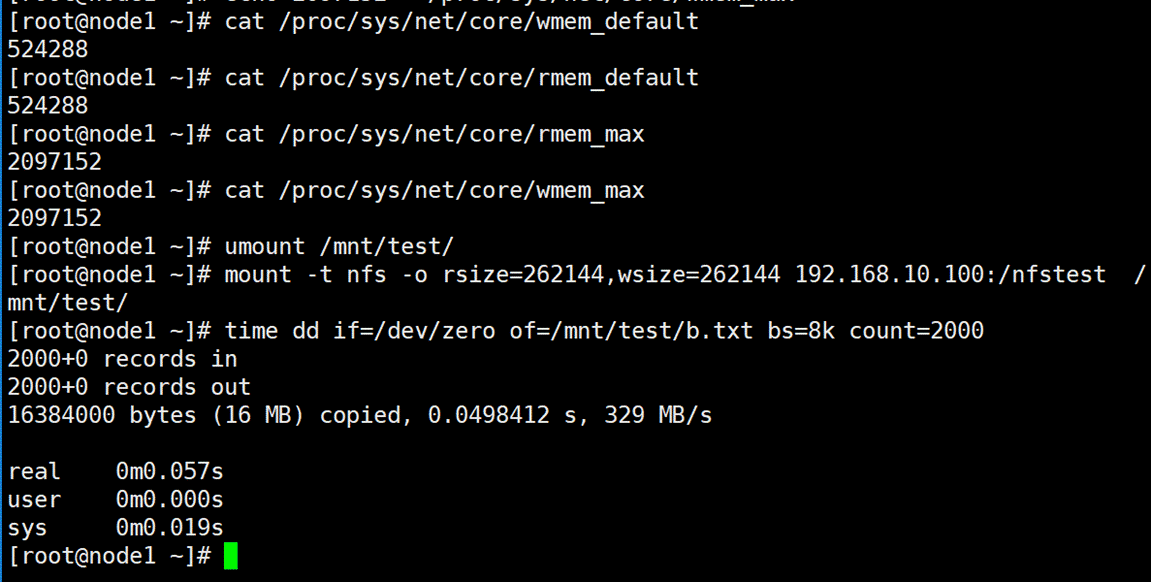 [root@node1 ~]# cat /proc/sys/net/core/wmem_default
524288
[root@node1 ~]# cat /proc/sys/net/core/rmem_default
524288
[root@node1 ~]# cat /proc/sys/net/core/rmem_max
2097152
[root@node1 ~]# cat /proc/sys/net/core/wmem_max
2097152
[root@node1 ~]# umount /mnt/test/
[root@node1 ~]# mount -t nfs -o rsize=262144,wsize=262144 192.168.10.100:/nfstest  /
mnt/test/
[root@node1 ~]# time dd if=/dev/zero of=/mnt/test/b.txt bs=8k count=2000
2000+0 records in
2000+0 records out
16384000 bytes (16 MB) copied, 0.0498412 s, 329 MB/s

real    0m0.057s
user    0m0.000s
sys     0m0.019s
[root@node1 ~]#